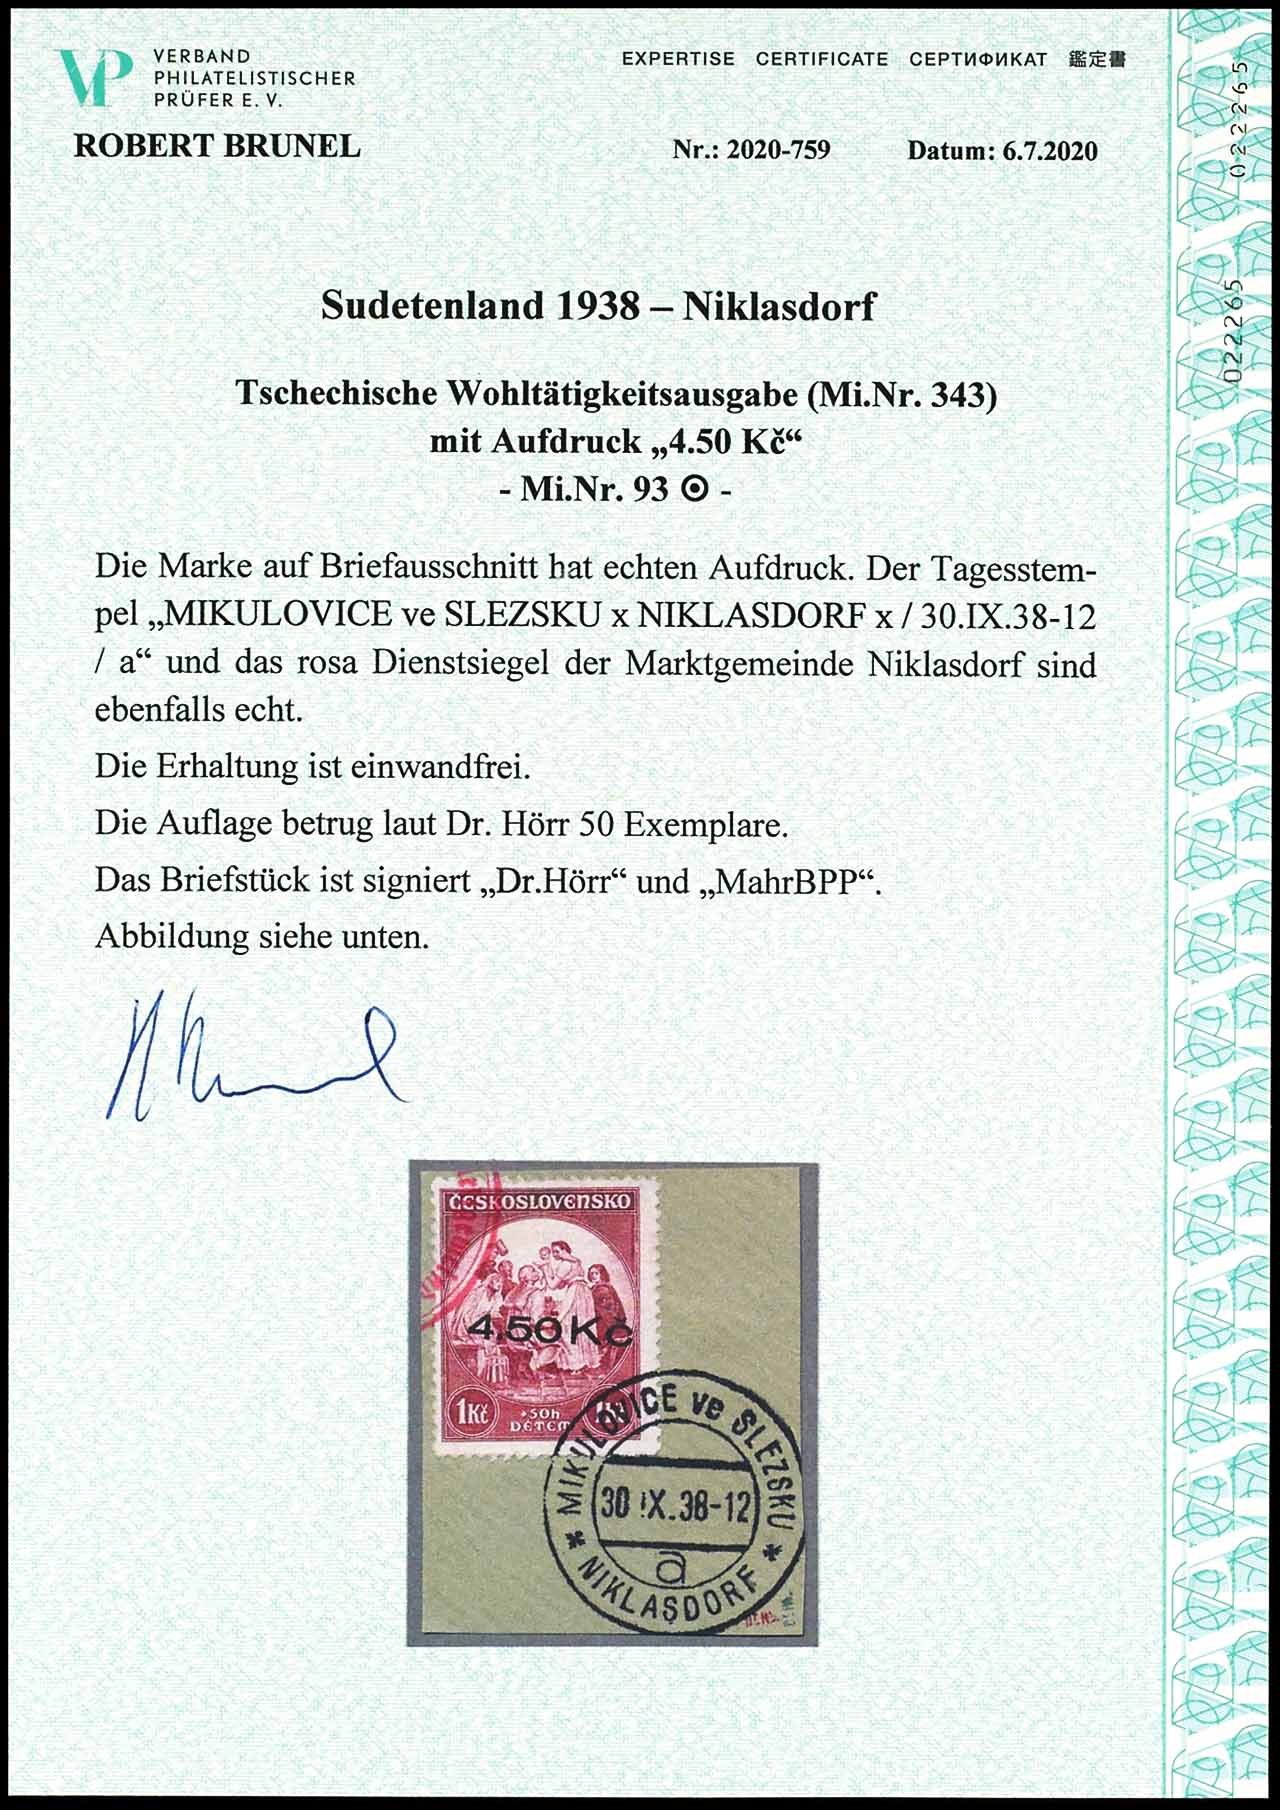 VERBAND
PHILATELISTISCHER
PRÜFER E. V.
EXPERTISE CERTIFICATE СЕРТИФИКАТ 鑑定書
ROBERT BRUNEL
Nr.: 2020-759 Datum: 6.7.2020
022265
022265
Sudetenland 1938 – Niklasdorf
Tschechische Wohltätigkeitsausgabe (Mi.Nr. 343)
mit Aufdruck „4.50 Kč“
- Mi.Nr. 93 ⊙ -
Die Marke auf Briefausschnitt hat echten Aufdruck. Der Tagesstem-
pel „MIKULOVICE ve SLEZSKU x NIKLASDORF x / 30.IX.38-12
/ a“ und das rosa Dienstsiegel der Marktgemeinde Niklasdorf sind
ebenfalls echt.
Die Erhaltung ist einwandfrei.
Die Auflage betrug laut Dr. Hörr 50 Exemplare.
Das Briefstück ist signiert „Dr.Hörr“ und „MahrBPP“.
Abbildung siehe unten.
ČESKOSLOVENSKO
4.50 Kč
1Kč +50h
DĚTEM
MIKULOVICE ve SLEZSKU
30 IX.38-12
a
* NIKLASDORF *